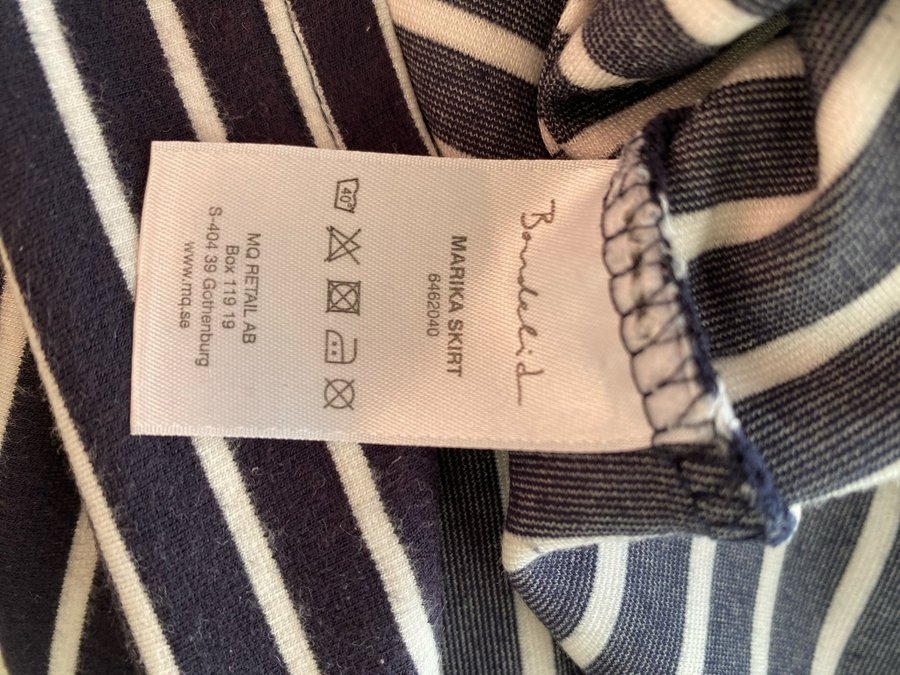 Bondelid
MARIKA SKIRT
6462040
40°
MQ RETAIL AB
Box 119 19
S-404 39 Gothenburg
www.mq.se